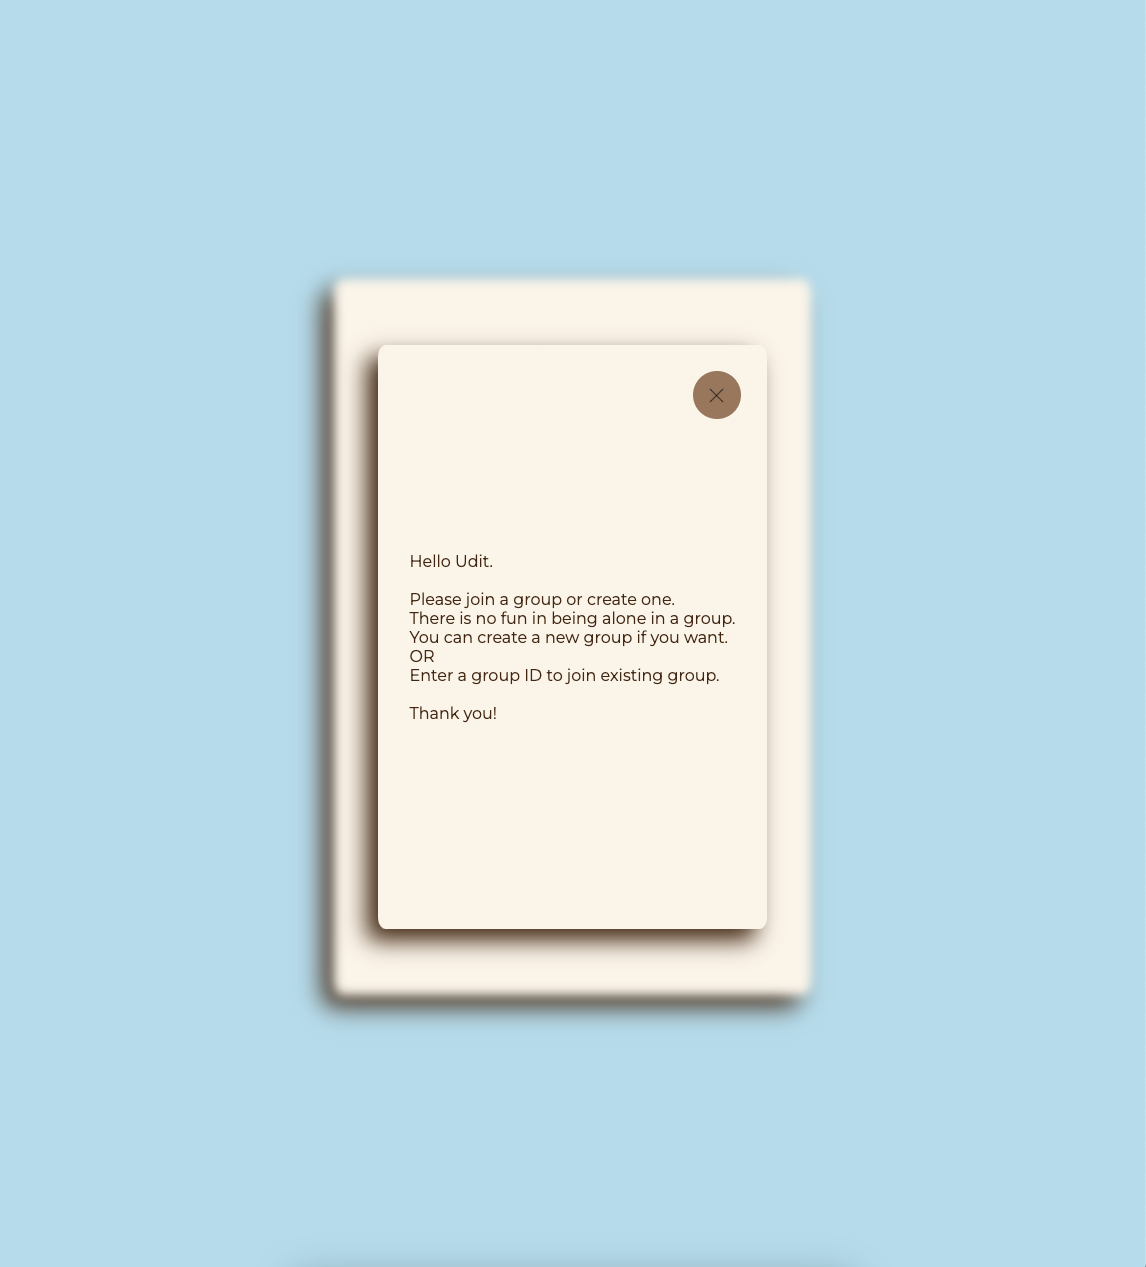 Hello Udit.
Please join a group or create one.
There is no fun in being alone in a group.
You can create a new group if you want.
OR
Enter a group ID to join existing group.
Thank you!